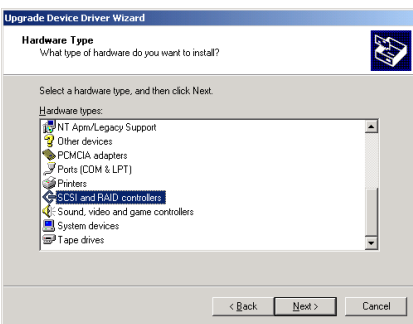 Upgrade Device Driver Wizard
Hardware Type
What type of hardware do you want to install?
Select a hardware type, and then click Next.
Hardware types:
NT Apm/Legacy Support
Other devices
PCMCIA adapters
Ports (COM & LPT)
Printers
SCSI and RAID controllers
Sound, video and game controllers
System devices
Tape drives
< Back
Next >
Cancel